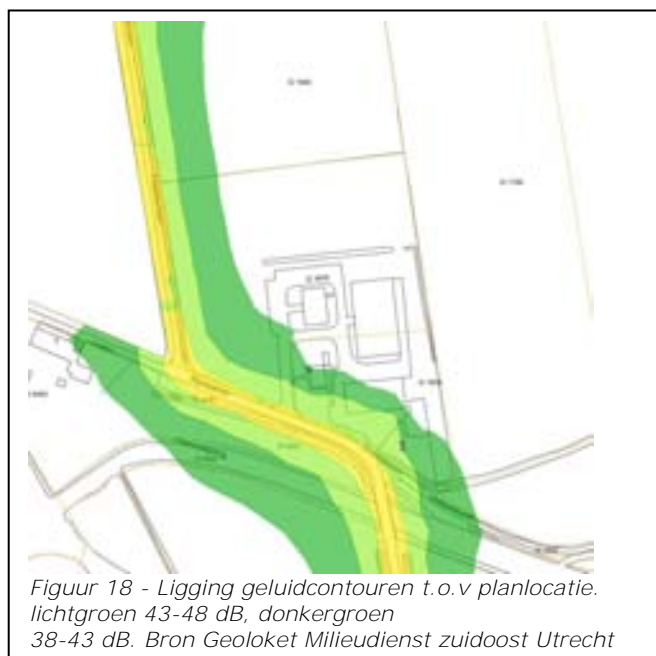 Figuur 18 - Ligging geluidcontouren t.o.v planlocatie.
lichtgroen 43-48 dB, donkergroen
38-43 dB. Bron Geoloket Milieudienst zuidoost Utrecht